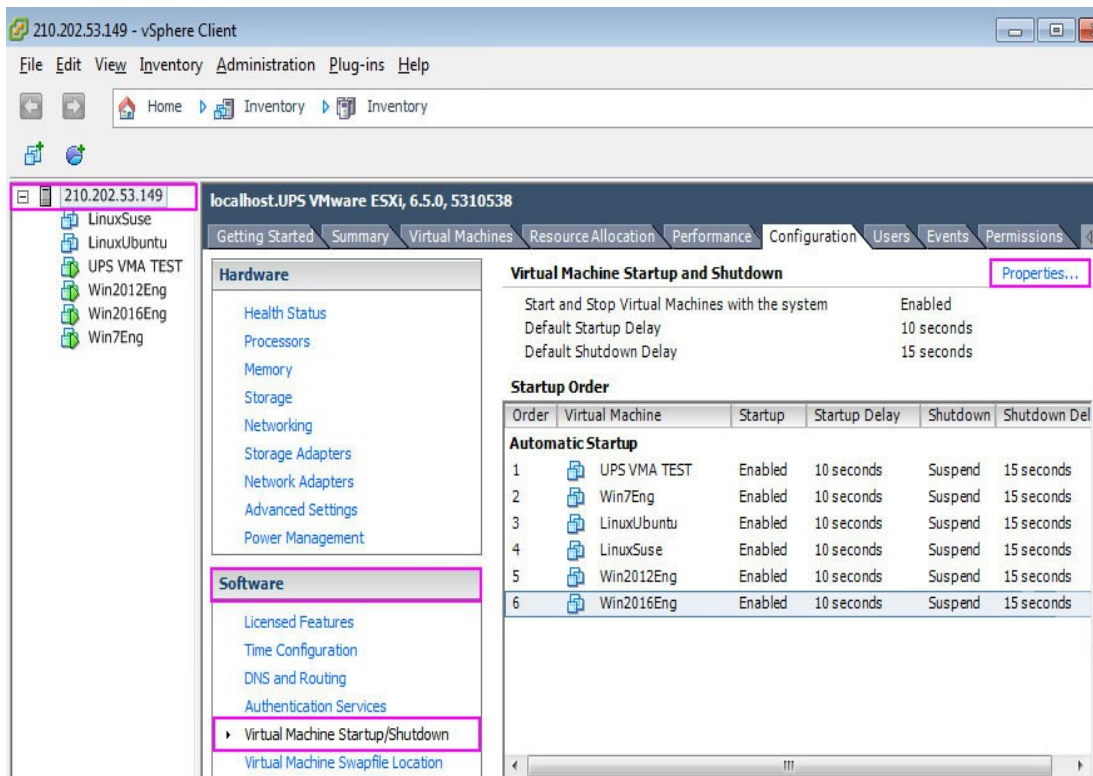 210.202.53.149 - vSphere Client
File Edit View Inventory Administration Plug-ins Help
Home Inventory Inventory
210.202.53.149
LinuxSuse
LinuxUbuntu
UPS VMA TEST
Win2012Eng
Win2016Eng
Win7Eng
localhost.UPS VMware ESXi, 6.5.0, 5310538
Getting Started Summary Virtual Machines Resource Allocation Performance Configuration Users Events Permissions
Hardware
Health Status
Processors
Memory
Storage
Networking
Storage Adapters
Network Adapters
Advanced Settings
Power Management
Software
Licensed Features
Time Configuration
DNS and Routing
Authentication Services
Virtual Machine Startup/Shutdown
Virtual Machine Swapfile Location
Virtual Machine Startup and Shutdown Properties...
Start and Stop Virtual Machines with the system Enabled
Default Startup Delay 10 seconds
Default Shutdown Delay 15 seconds
Startup Order
Order Virtual Machine Startup Startup Delay Shutdown Shutdown Del
Automatic Startup
1 UPS VMA TEST Enabled 10 seconds Suspend 15 seconds
2 Win7Eng Enabled 10 seconds Suspend 15 seconds
3 LinuxUbuntu Enabled 10 seconds Suspend 15 seconds
4 LinuxSuse Enabled 10 seconds Suspend 15 seconds
5 Win2012Eng Enabled 10 seconds Suspend 15 seconds
6 Win2016Eng Enabled 10 seconds Suspend 15 seconds